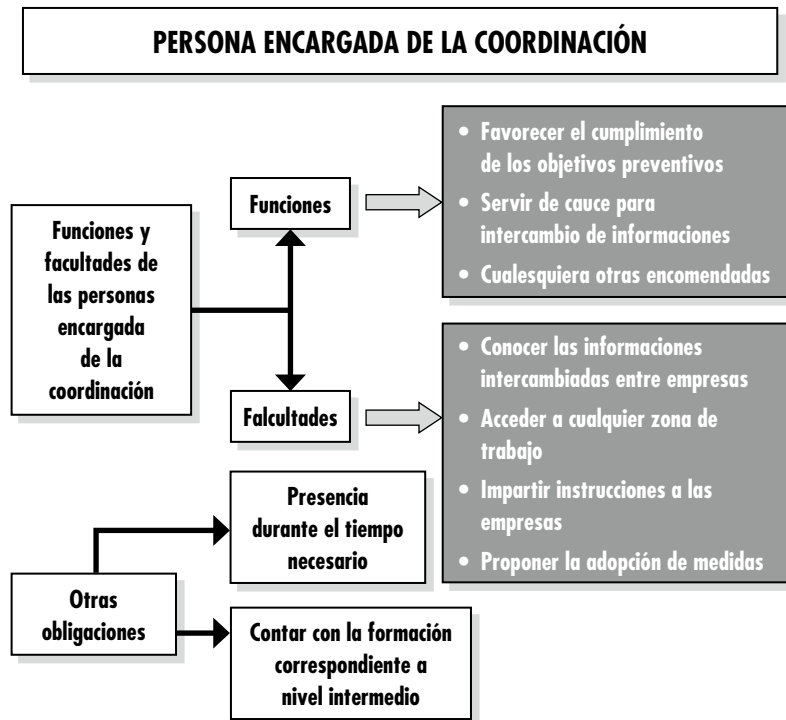 PERSONA ENCARGADA DE LA COORDINACIÓN
Funciones y
facultades de
las personas
encargada
de la
coordinación
Funciones
• Favorecer el cumplimiento
de los objetivos preventivos
• Servir de cauce para
intercambio de informaciones
• Cualesquiera otras encomendadas
Falcultades
• Conocer las informaciones
intercambiadas entre empresas
• Acceder a cualquier zona de
trabajo
• Impartir instrucciones a las
empresas
• Proponer la adopción de medidas
Otras
obligaciones
Presencia
durante el tiempo
necesario
Contar con la formación
correspondiente a
nivel intermedio